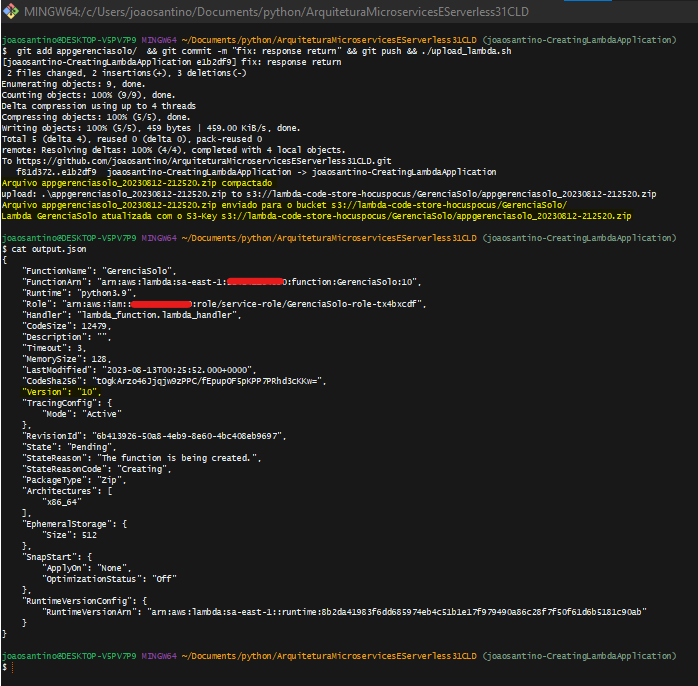 MINGW64:/c/Users/joaosantino/Documents/python/ArquiteturaMicroservicesEServerless31CLD
joaosantino@DESKTOP-V5PV7P9 MINGW64 ~/Documents/python/ArquiteturaMicroservicesEServerless31CLD (joaosantino-CreatingLambdaApplication)
$ git add appgerenciasolo/ && git commit -m "fix: response return" && git push && ./upload_lambda.sh
[joaosantino-CreatingLambdaApplication e1b2df9] fix: response return
2 files changed, 2 insertions(+), 3 deletions(-)
Enumerating objects: 9, done.
Counting objects: 100% (9/9), done.
Delta compression using up to 4 threads
Compressing objects: 100% (5/5), done.
Writing objects: 100% (5/5), 459 bytes | 459.00 KiB/s, done.
Total 5 (delta 4), reused 0 (delta 0), pack-reused 0
remote: Resolving deltas: 100% (4/4), completed with 4 local objects.
To https://github.com/joaosantino/ArquiteturaMicroservicesEServerless31CLD.git
f81d372..e1b2df9 joaosantino-CreatingLambdaApplication -> joaosantino-CreatingLambdaApplication
Arquivo appgerenciasolo_20230812-212520.zip compactado
upload: .\appgerenciasolo_20230812-212520.zip to s3://lambda-code-store-hocuspocus/GerenciaSolo/appgerenciasolo_20230812-212520.zip
Arquivo appgerenciasolo_20230812-212520.zip enviado para o bucket s3://lambda-code-store-hocuspocus/GerenciaSolo/
Lambda GerenciaSolo atualizada com o S3-Key s3://lambda-code-store-hocuspocus/GerenciaSolo/appgerenciasolo_20230812-212520.zip
joaosantino@DESKTOP-V5PV7P9 MINGW64 ~/Documents/python/ArquiteturaMicroservicesEServerless31CLD (joaosantino-CreatingLambdaApplication)
$ cat output.json
{
"FunctionName": "GerenciaSolo",
"FunctionArn": "arn:aws:lambda:sa-east-1: 0:function:GerenciaSolo:10",
"Runtime": "python3.9",
"Role": "arn:aws:iam:: :role/service-role/GerenciaSolo-role-tx4bxcdf",
"Handler": "lambda_function.lambda_handler",
"CodeSize": 12479,
"Description": "",
"Timeout": 3,
"MemorySize": 128,
"LastModified": "2023-08-13T00:25:52.000+0000",
"CodeSha256": "tOgkArzo46Jjqjw9zPPC/fEpupOF5pKPP7PRhd3cKKw=",
"Version": "10",
"TracingConfig": {
"Mode": "Active"
},
"RevisionId": "6b413926-50a8-4eb9-8e60-4bc408eb9697",
"State": "Pending",
"StateReason": "The function is being created.",
"StateReasonCode": "Creating",
"PackageType": "Zip",
"Architectures": [
"x86_64"
],
"EphemeralStorage": {
"Size": 512
},
"SnapStart": {
"ApplyOn": "None",
"OptimizationStatus": "Off"
},
"RuntimeVersionConfig": {
"RuntimeVersionArn": "arn:aws:lambda:sa-east-1::runtime:8b2da41983f6dd685974eb4c51b1e17f979490a86c28f7f50f61d6b5181c90ab"
}
}
joaosantino@DESKTOP-V5PV7P9 MINGW64 ~/Documents/python/ArquiteturaMicroservicesEServerless31CLD (joaosantino-CreatingLambdaApplication)
$